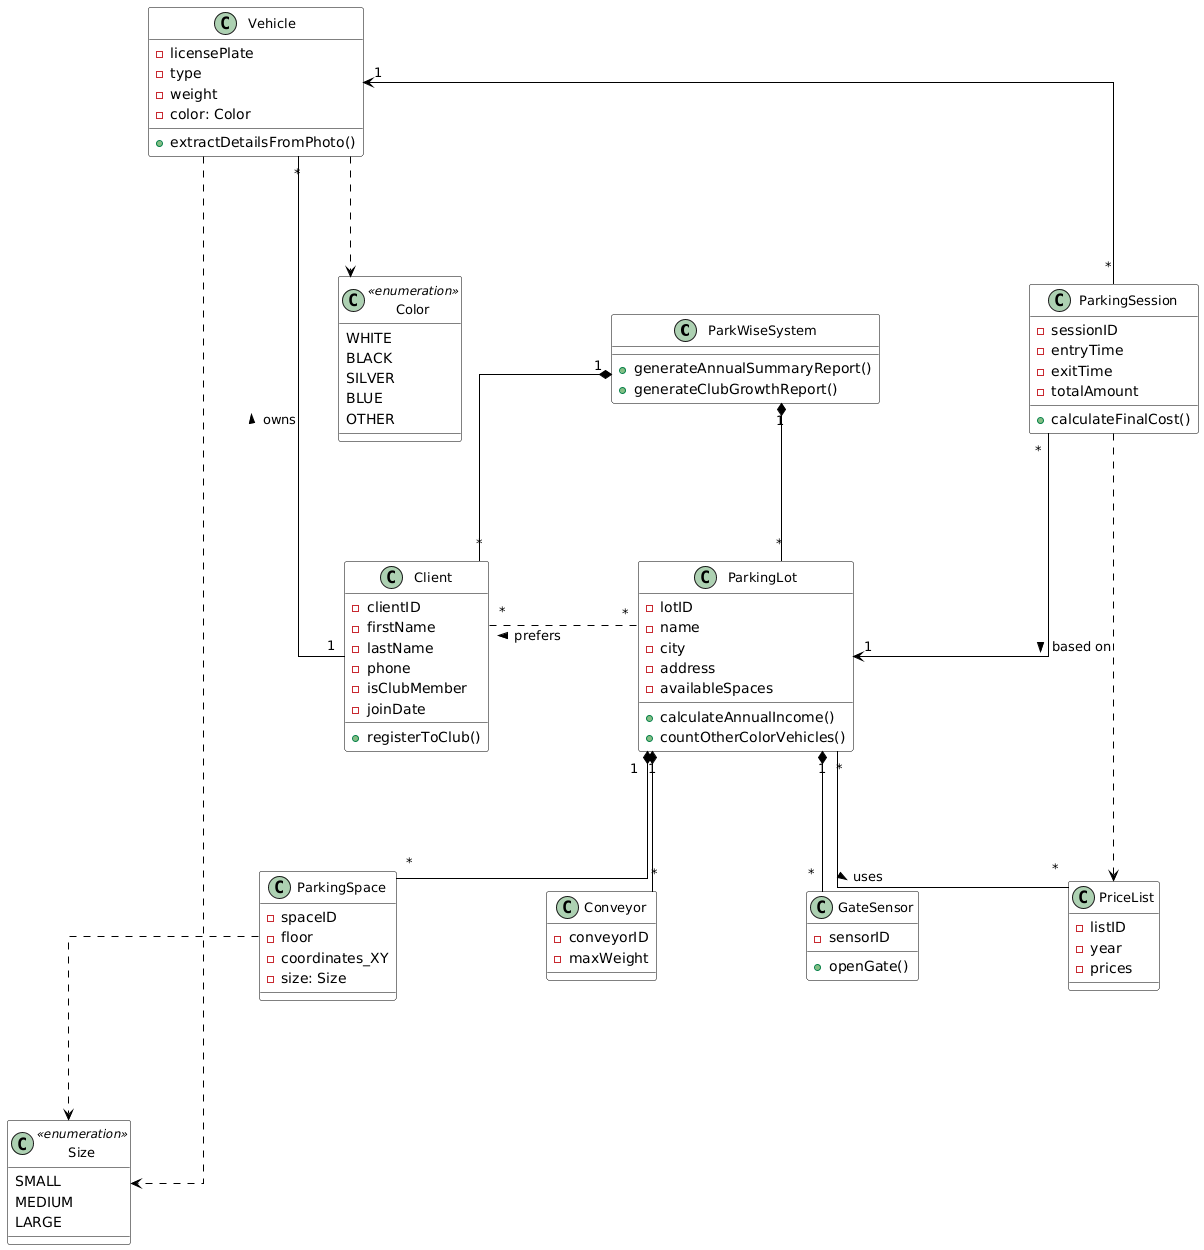 C Vehicle
licensePlate
type
weight
color: Color
extractDetailsFromPhoto()
1
*
*
C «enumeration»
Color
WHITE
BLACK
SILVER
BLUE
OTHER
C ParkWiseSystem
generateAnnualSummaryReport()
generateClubGrowthReport()
1
1
C ParkingSession
sessionID
entryTime
exitTime
totalAmount
calculateFinalCost()
*
owns
*
*
C Client
clientID
firstName
lastName
phone
isClubMember
joinDate
registerToClub()
1
*
*
prefers
C ParkingLot
lotID
name
city
address
availableSpaces
calculateAnnualIncome()
countOtherColorVehicles()
1
based on
1
1
1
*
*
*
*
uses
*
C ParkingSpace
spaceID
floor
coordinates_XY
size: Size
C Conveyor
conveyorID
maxWeight
C GateSensor
sensorID
openGate()
C PriceList
listID
year
prices
C «enumeration»
Size
SMALL
MEDIUM
LARGE